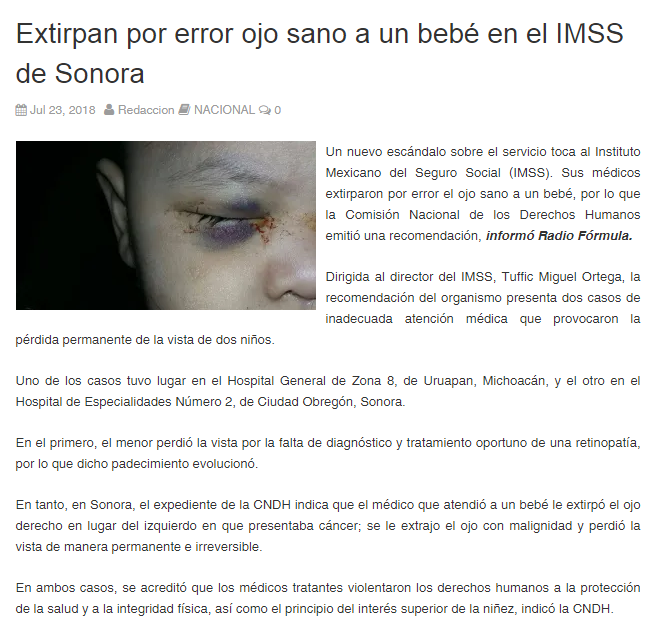 Extirpan por error ojo sano a un bebé en el IMSS
de Sonora
Jul 23, 2018 Redaccion NACIONAL 0
Un nuevo escándalo sobre el servicio toca al Instituto
Mexicano del Seguro Social (IMSS). Sus médicos
extirparon por error el ojo sano a un bebé, por lo que
la Comisión Nacional de los Derechos Humanos
emitió una recomendación, informó Radio Fórmula.
Dirigida al director del IMSS, Tuffic Miguel Ortega, la
recomendación del organismo presenta dos casos de
inadecuada atención médica que provocaron la
pérdida permanente de la vista de dos niños.
Uno de los casos tuvo lugar en el Hospital General de Zona 8, de Uruapan, Michoacán, y el otro en el
Hospital de Especialidades Número 2, de Ciudad Obregón, Sonora.
En el primero, el menor perdió la vista por la falta de diagnóstico y tratamiento oportuno de una retinopatía,
por lo que dicho padecimiento evolucionó.
En tanto, en Sonora, el expediente de la CNDH indica que el médico que atendió a un bebé le extirpó el ojo
derecho en lugar del izquierdo en que presentaba cáncer; se le extrajo el ojo con malignidad y perdió la
vista de manera permanente e irreversible.
En ambos casos, se acreditó que los médicos tratantes violentaron los derechos humanos a la protección
de la salud y a la integridad física, así como el principio del interés superior de la niñez, indicó la CNDH.